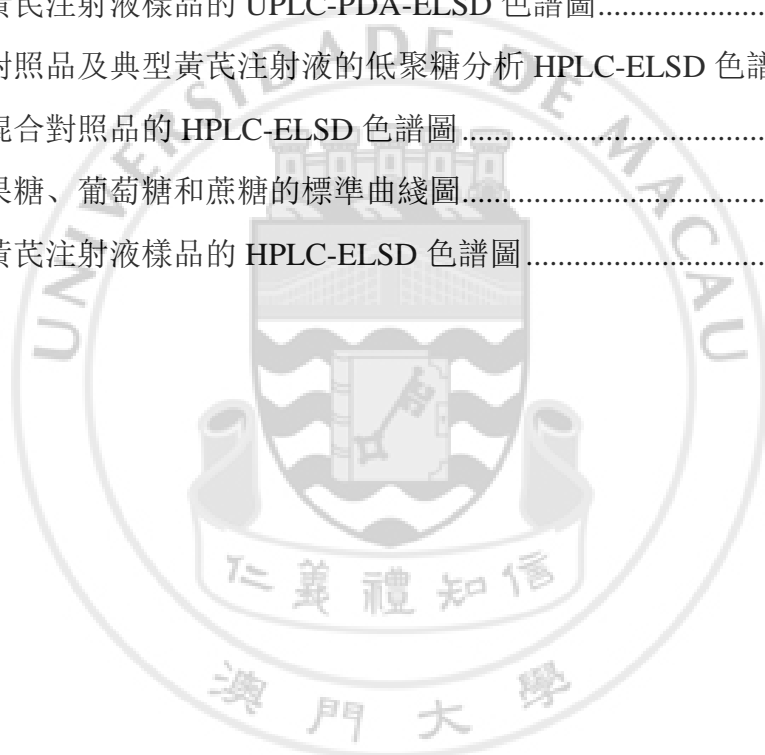 黃芪注射液樣品的 UPLC-PDA-ELSD 色譜圖.........................
對照品及典型黃芪注射液的低聚糖分析 HPLC-ELSD 色譜
混合對照品的 HPLC-ELSD 色譜圖.............................................
果糖、葡萄糖和蔗糖的標準曲綫圖.............................................
黃芪注射液樣品的 HPLC-ELSD 色譜圖....................................
UNIVERSIDADE DE MACAU
仁義禮知信
澳門大學